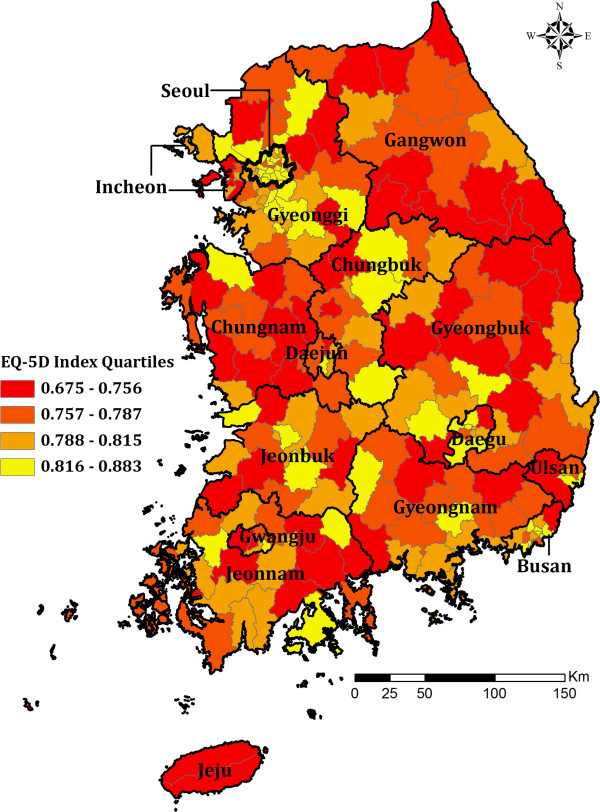 N
W E
S
Seoul
Gangwon
Incheon
Gyeonggi
Chungbuk
Chungnam
Gyeongbuk
Daejun
EQ-5D Index Quartiles
0.675 - 0.756
0.757 - 0.787
0.788 - 0.815
0.816 - 0.883
Daegu
Jeonbuk
Ulsan
Gyeongnam
Gwangju
Busan
Jeonnam
Km
0 25 50 100 150
Jeju